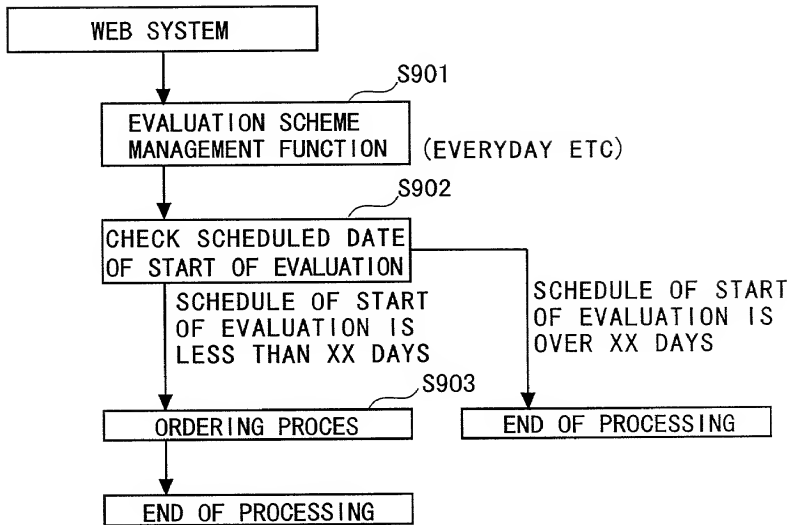 WEB SYSTEM
S901
EVALUATION SCHEME
MANAGEMENT FUNCTION
(EVERYDAY ETC)
S902
CHECK SCHEDULED DATE
OF START OF EVALUATION
SCHEDULE OF START
OF EVALUATION IS
LESS THAN XX DAYS
SCHEDULE OF START
OF EVALUATION IS
OVER XX DAYS
S903
ORDERING PROCES
END OF PROCESSING
END OF PROCESSING